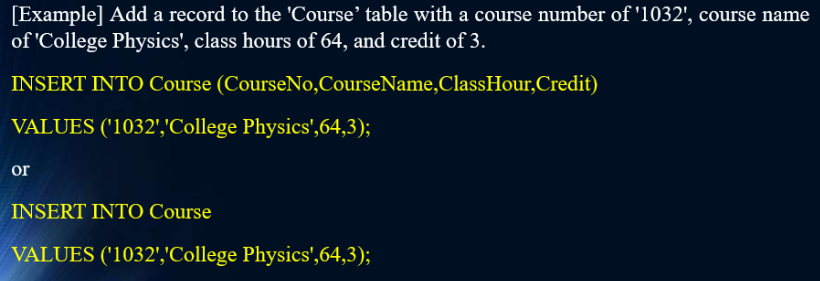 [Example] Add a record to the 'Course’ table with a course number of '1032', course name
of 'College Physics', class hours of 64, and credit of 3.
INSERT INTO Course (CourseNo,CourseName,ClassHour,Credit)
VALUES ('1032','College Physics',64,3);
or
INSERT INTO Course
VALUES ('1032','College Physics',64,3);